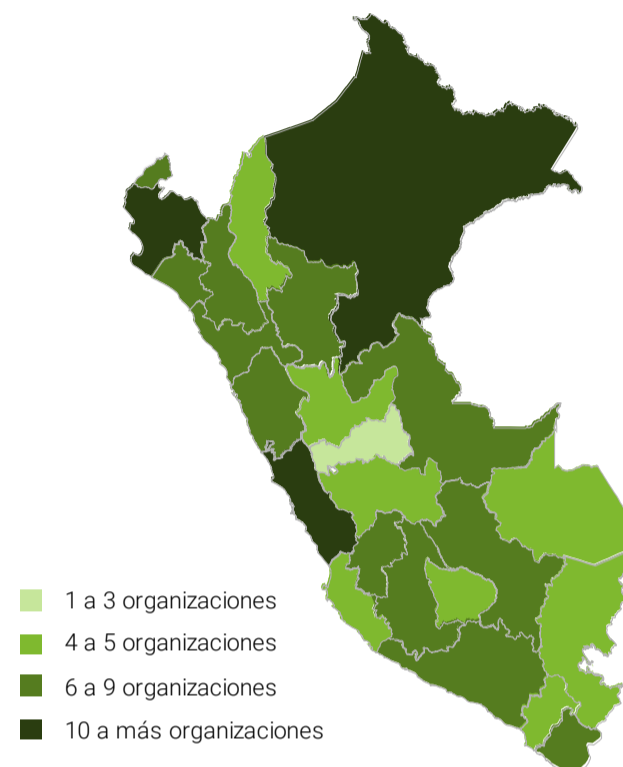 1 a 3 organizaciones
4 a 5 organizaciones
6 a 9 organizaciones
10 a más organizaciones